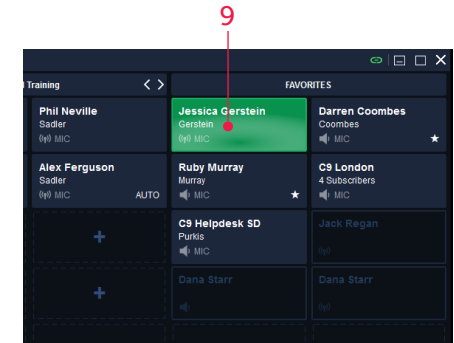 9
Training
FAVORITES
Phil Neville
Sadler
MIC
Jessica Gerstein
Gerstein
MIC
Darren Coombes
Coombes
MIC
Alex Ferguson
Sadler
MIC AUTO
Ruby Murray
Murray
MIC
C9 London
4 Subscribers
MIC
C9 Helpdesk SD
Purkis
MIC
Jack Regan
Dana Starr
Dana Starr